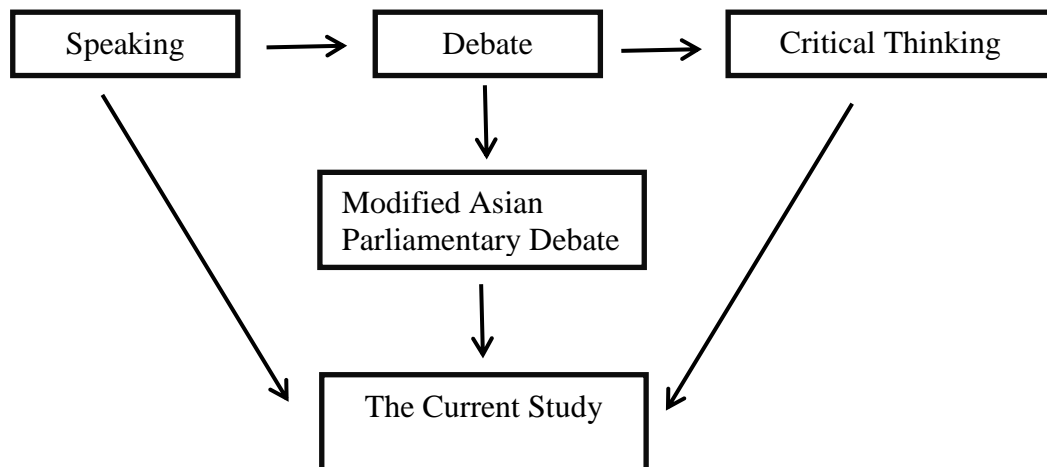 Speaking
Debate
Critical Thinking
Modified Asian
Parliamentary Debate
The Current Study